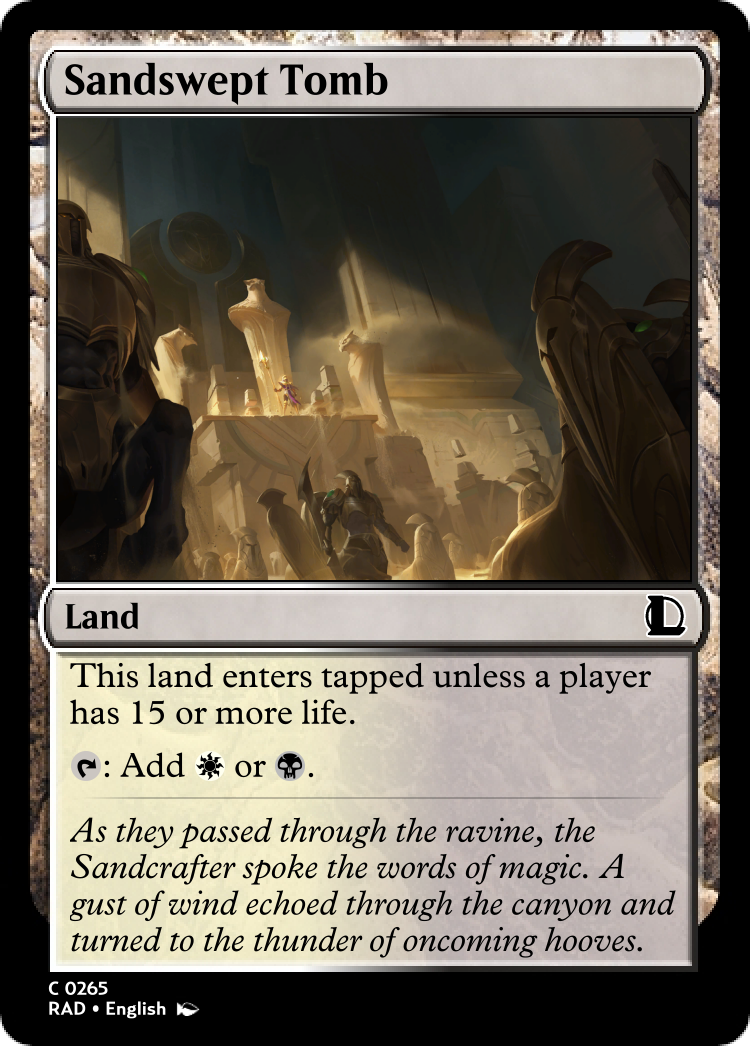 Sandswept Tomb
Land
This land enters tapped unless a player
has 15 or more life.
: Add or .
As they passed through the ravine, the
Sandcrafter spoke the words of magic. A
gust of wind echoed through the canyon and
turned to the thunder of oncoming hooves.
C 0265
RAD • English